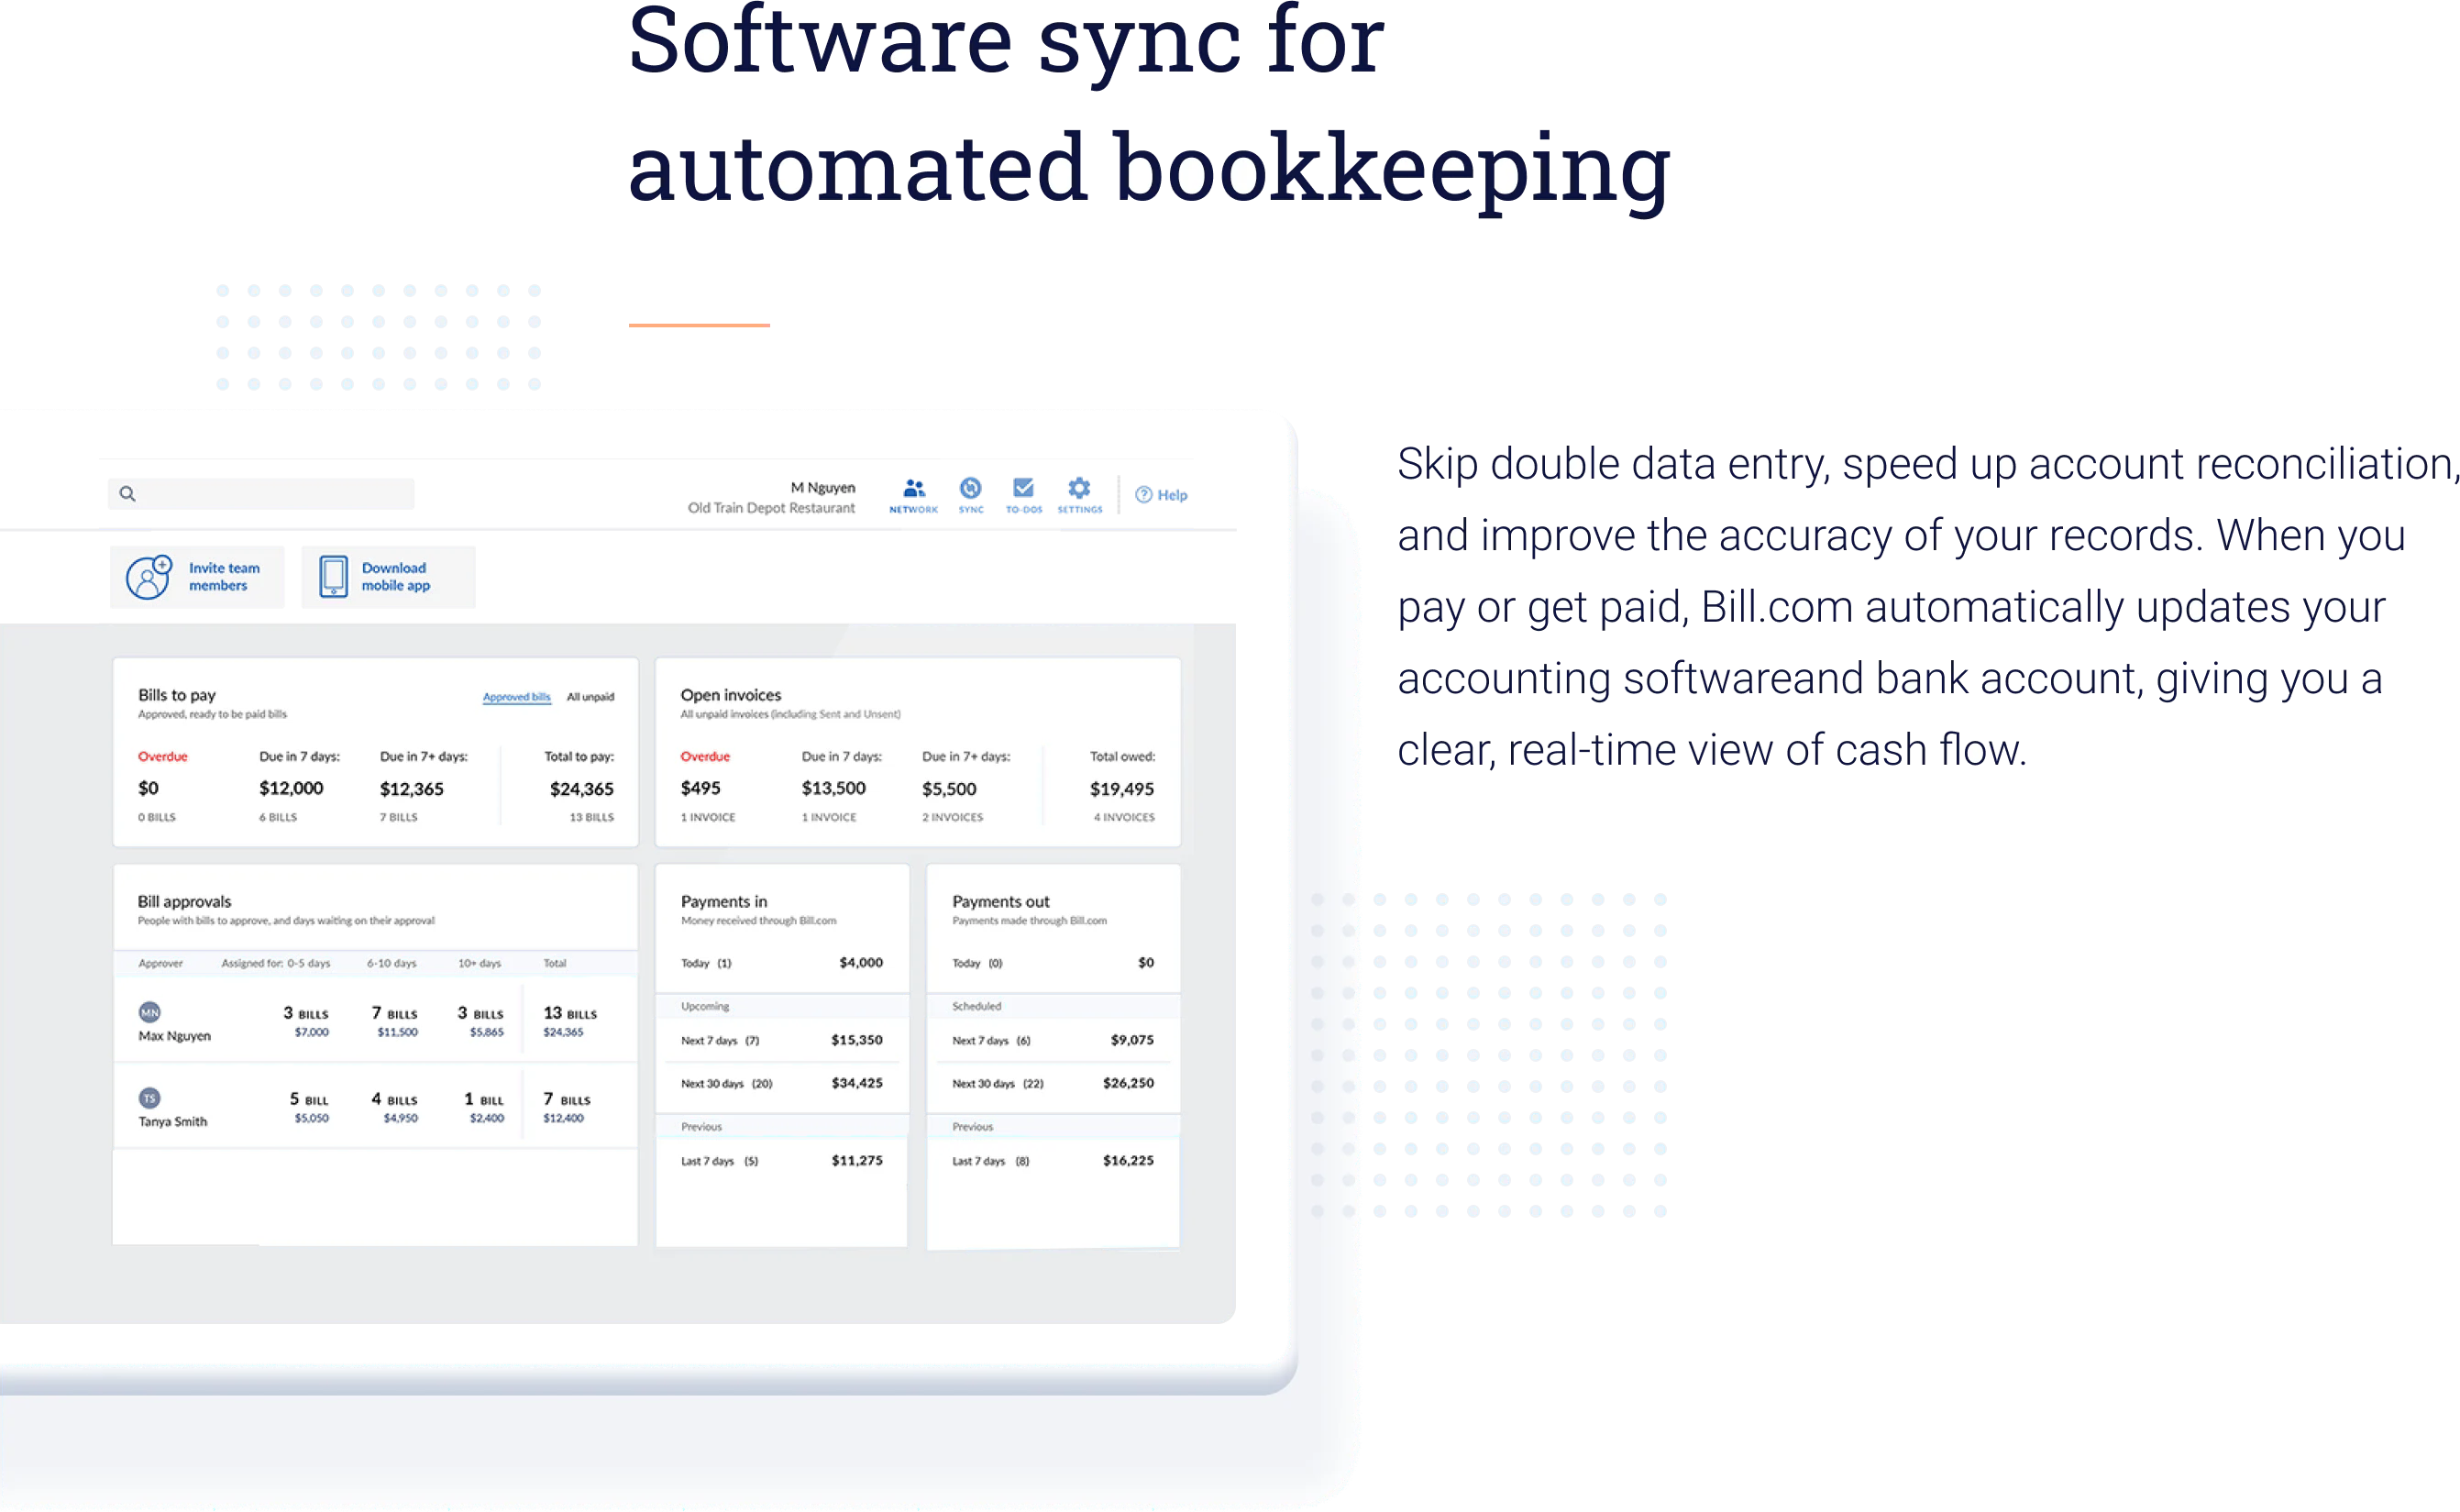 Software sync for
automated bookkeeping
M Nguyen
Old Train Depot Restaurant
NETWORK SYNC TO-DOS SETTINGS
Help
Invite team
members
Download
mobile app
Bills to pay
Approved bills All unpaid
Approved, ready to be paid bills
Overdue Due in 7 days: Due in 7+ days: Total to pay:
$0 $12,000 $12,365 $24,365
0 BILLS 6 BILLS 7 BILLS 13 BILLS
Open invoices
All unpaid invoices (including Sent and Unsent)
Overdue Due in 7 days: Due in 7+ days: Total owed:
$495 $13,500 $5,500 $19,495
1 INVOICE 1 INVOICE 2 INVOICES 4 INVOICES
Bill approvals
People with bills to approve, and days waiting on their approval
Approver Assigned for: 0-5 days 6-10 days 10+ days Total
MN
3 BILLS 7 BILLS 3 BILLS 13 BILLS
$7,000 $11,500 $5,865 $24,365
Max Nguyen
TS
5 BILL 4 BILLS 1 BILL 7 BILLS
$5,050 $4,950 $2,400 $12,400
Tanya Smith
Payments in
Money received through Bill.com
Today (1) $4,000
Upcoming
Next 7 days (7) $15,350
Next 30 days (20) $34,425
Previous
Last 7 days (5) $11,275
Payments out
Payments made through Bill.com
Today (0) $0
Scheduled
Next 7 days (6) $9,075
Next 30 days (22) $26,250
Previous
Last 7 days (8) $16,225
Skip double data entry, speed up account reconciliation,
and improve the accuracy of your records. When you
pay or get paid, Bill.com automatically updates your
accounting softwareand bank account, giving you a
clear, real-time view of cash flow.